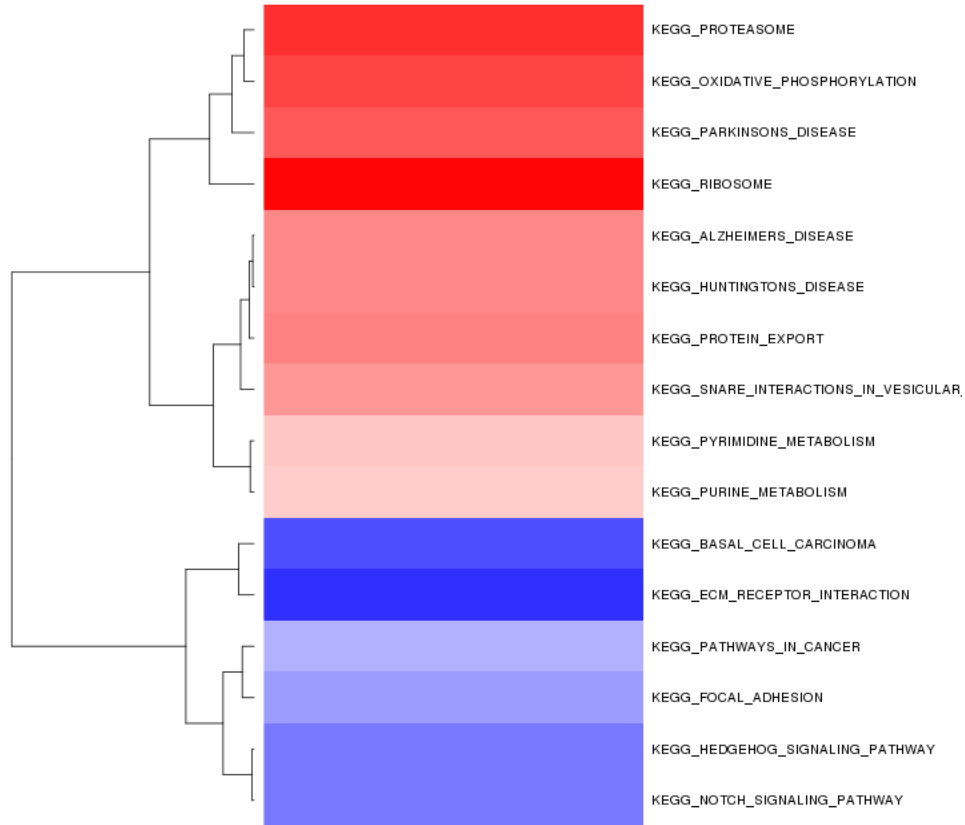 KEGG_PROTEASOME
KEGG_OXIDATIVE_PHOSPHORYLATION
KEGG_PARKINSONS_DISEASE
KEGG_RIBOSOME
KEGG_ALZHEIMERS_DISEASE
KEGG_HUNTINGTONS_DISEASE
KEGG_PROTEIN_EXPORT
KEGG_SNARE_INTERACTIONS_IN_VESICULAR_
KEGG_PYRIMIDINE_METABOLISM
KEGG_PURINE_METABOLISM
KEGG_BASAL_CELL_CARCINOMA
KEGG_ECM_RECEPTOR_INTERACTION
KEGG_PATHWAYS_IN_CANCER
KEGG_FOCAL_ADHESION
KEGG_HEDGEHOG_SIGNALING_PATHWAY
KEGG_NOTCH_SIGNALING_PATHWAY